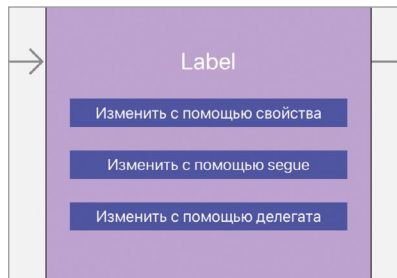 Label
Изменить с помощью свойства
Изменить с помощью segue
Изменить с помощью делегата